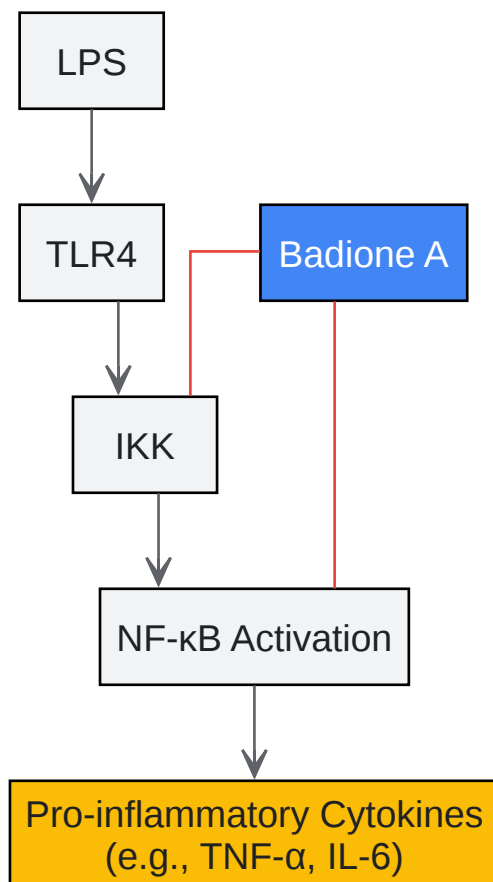 LPS
TLR4
Badione A
IKK
NF-κB Activation
Pro-inflammatory Cytokines
(e.g., TNF-α, IL-6)